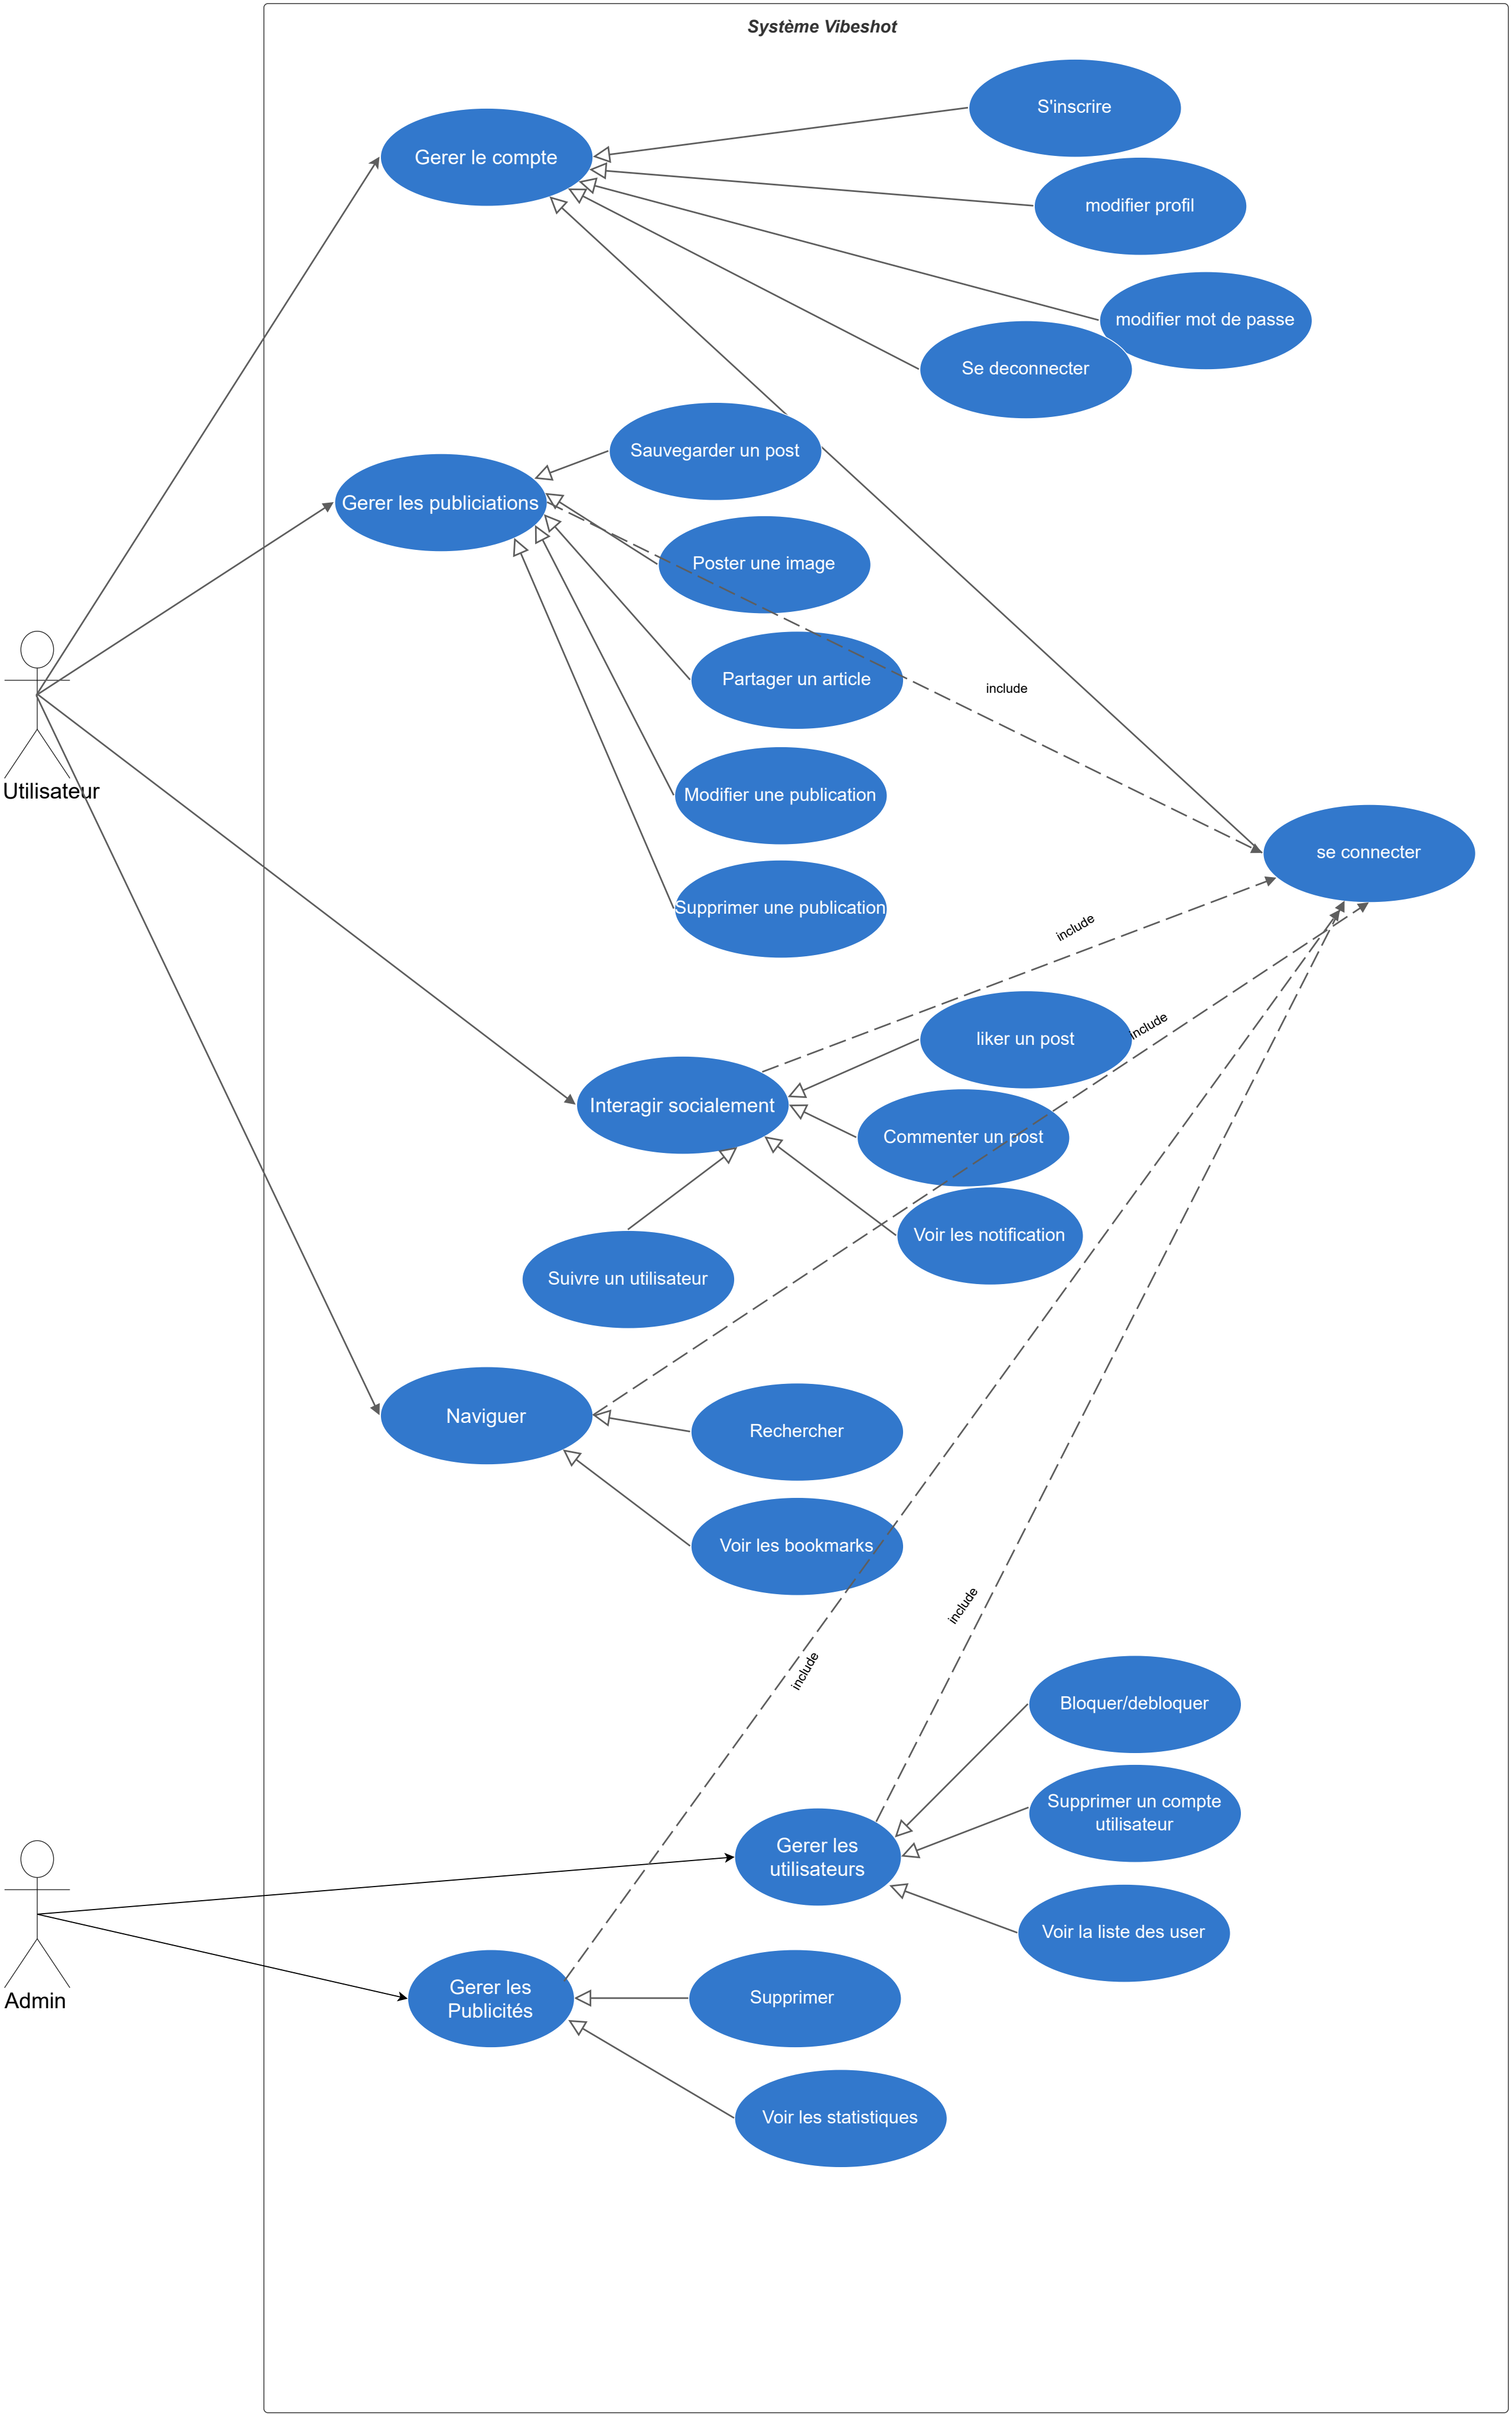 Système Vibeshot
S'inscrire
Gerer le compte
modifier profil
modifier mot de passe
Se deconnecter
Sauvegarder un post
Gerer les publiciations
Poster une image
Partager un article
include
Utilisateur
Modifier une publication
se connecter
Supprimer une publication
include
include
liker un post
Interagir socialement
Commenter un post
Voir les notification
Suivre un utilisateur
Naviguer
Rechercher
Voir les bookmarks
include
include
Bloquer/debloquer
Supprimer un compte
utilisateur
Gerer les
utilisateurs
Voir la liste des user
Admin
Gerer les
Publicités
Supprimer
Voir les statistiques